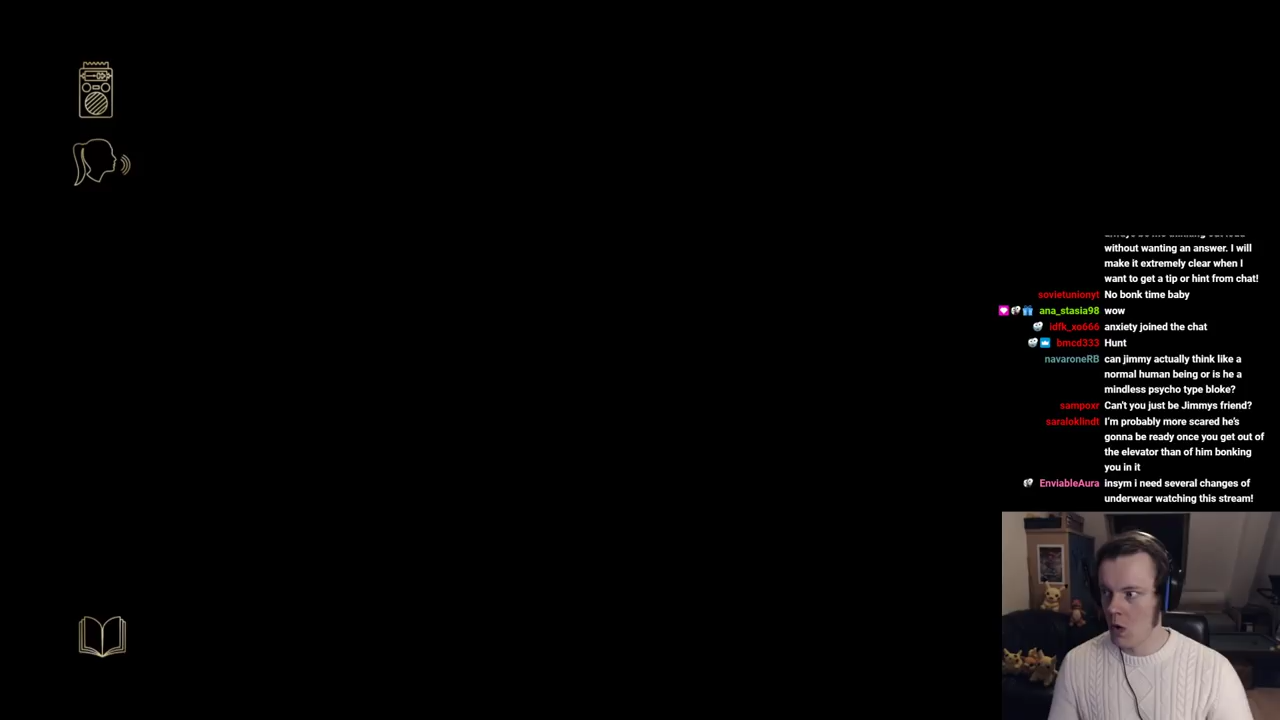 without wanting an answer. I will
make it extremely clear when I
want to get a tip or hint from chat!
sovietunionyt No bonk time baby
ana_stasia98 wow
idfk_xo666 anxiety joined the chat
bmcd333 Hunt
navaroneRB can jimmy actually think like a
normal human being or is he a
mindless psycho type bloke?
sampoxr Can't you just be Jimmys friend?
saraloklindt I'm probably more scared he's
gonna be ready once you get out of
the elevator than of him bonking
you in it
EnviableAura insym i need several changes of
underwear watching this stream!